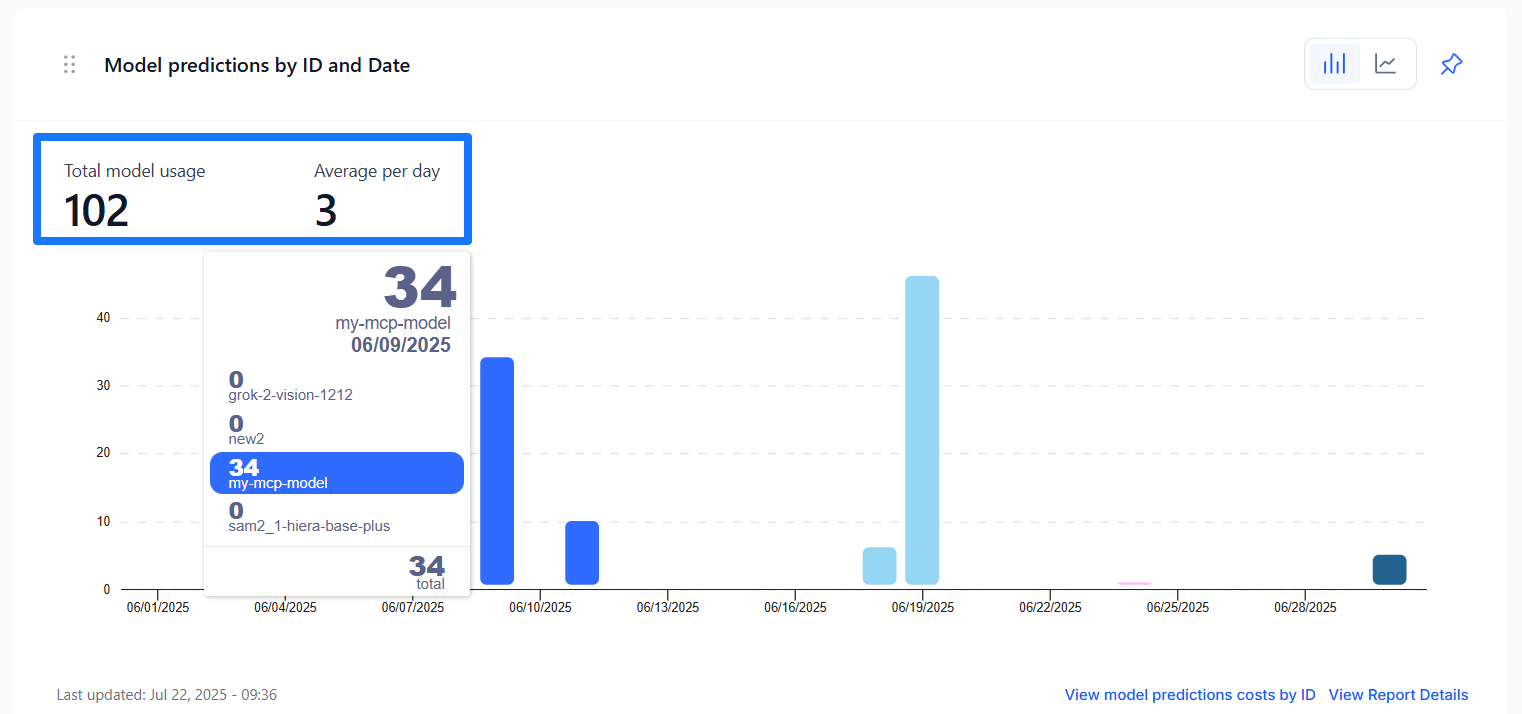 Model predictions by ID and Date
Total model usage
Average per day
102
3
34
my-mcp-model
06/09/2025
0
grok-2-vision-1212
0
new2
34
my-mcp-model
0
sam2_1-hiera-base-plus
34
total
40
30
20
10
0
06/01/2025
06/04/2025
06/07/2025
06/10/2025
06/13/2025
06/16/2025
06/19/2025
06/22/2025
06/25/2025
06/28/2025
Last updated: Jul 22, 2025 - 09:36
View model predictions costs by ID
View Report Details